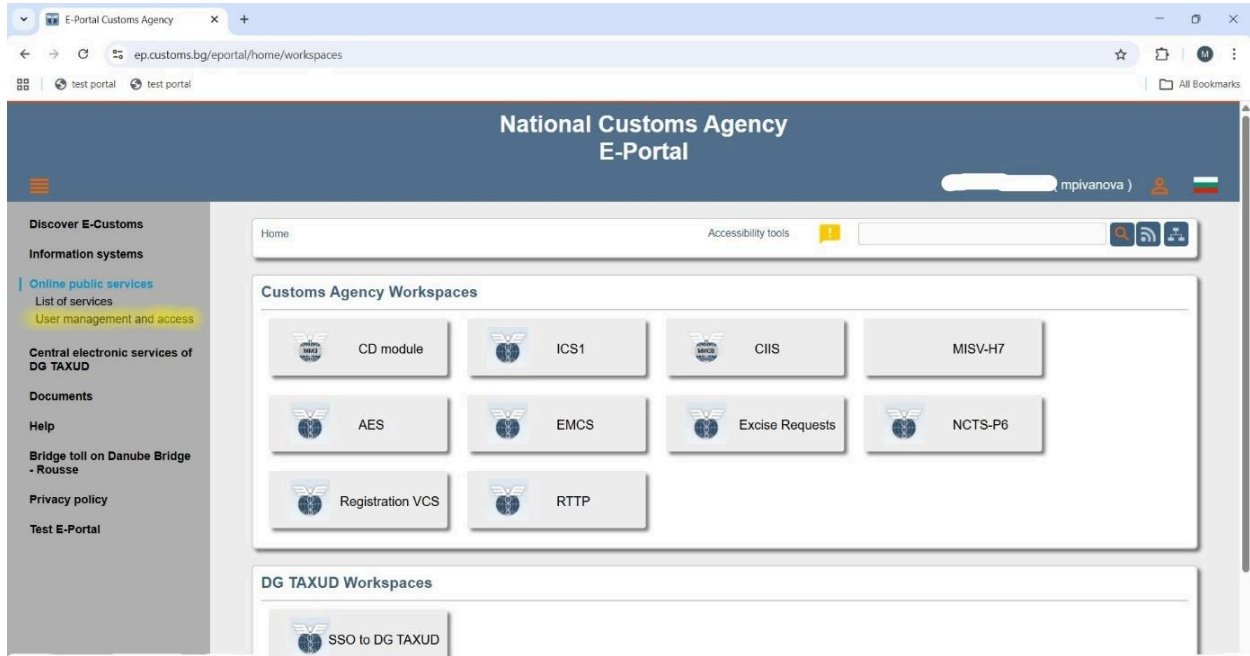 E-Portal Customs Agency
ep.customs.bg/eportal/home/workspaces
M
test portal
test portal
All Bookmarks
National Customs Agency
E-Portal
mpivanova )
Discover E-Customs
Information systems
Online public services
List of services
User management and access
Central electronic services of
DG TAXUD
Documents
Help
Bridge toll on Danube Bridge
- Rousse
Privacy policy
Test E-Portal
Home
Accessibility tools
Customs Agency Workspaces
ММЗ
CD module
ICS1
МИСВ
CIIS
MISV-H7
AES
EMCS
Excise Requests
NCTS-P6
Registration VCS
RTTP
DG TAXUD Workspaces
SSO to DG TAXUD